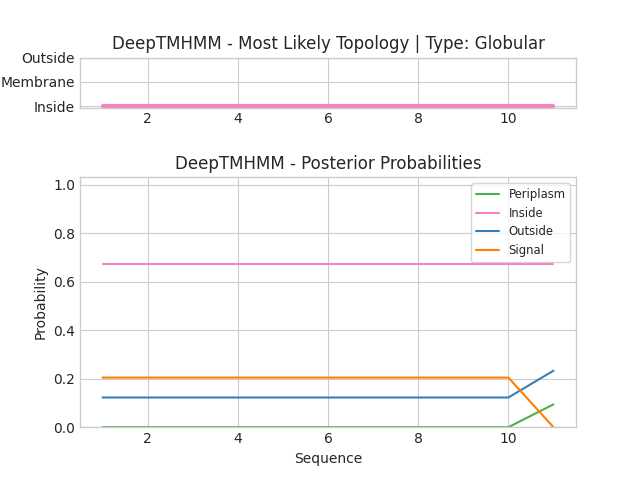 DeepTMHMM - Most Likely Topology | Type: Globular
Outside
Membrane
Inside
2 4 6 8 10
DeepTMHMM - Posterior Probabilities
1.0
0.8
0.6
0.4
0.2
0.0
Probability
Periplasm
Inside
Outside
Signal
2 4 6 8 10
Sequence